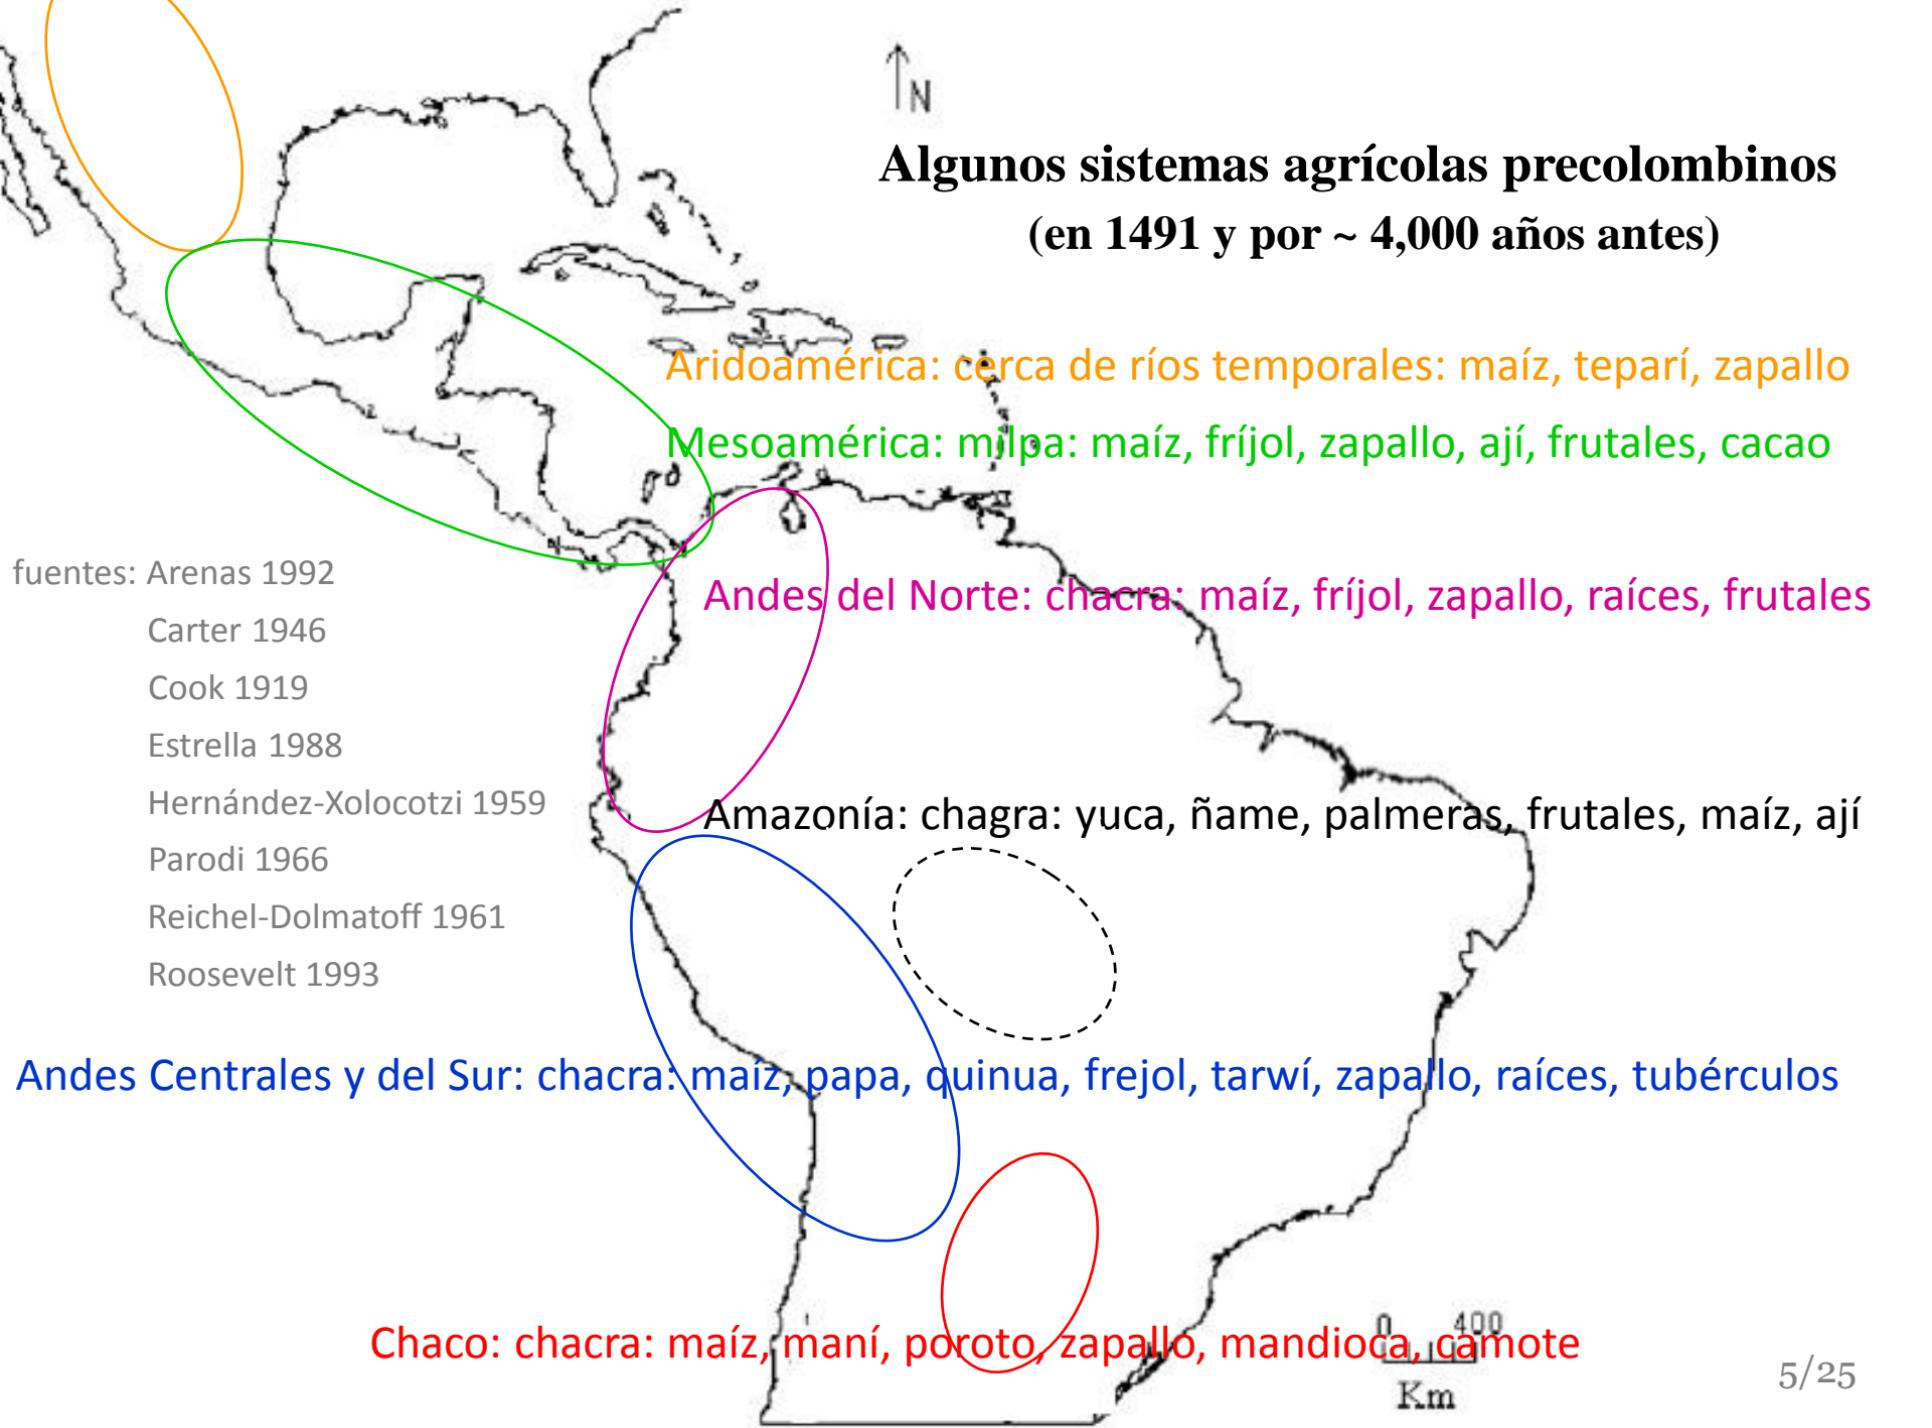 N
Algunos sistemas agrícolas precolombinos
(en 1491 y por ~ 4,000 años antes)
Aridoamérica: cerca de ríos temporales: maíz, teparí, zapallo
Mesoamérica: milpa: maíz, fríjol, zapallo, ají, frutales, cacao
fuentes: Arenas 1992
Carter 1946
Cook 1919
Estrella 1988
Hernández-Xolocotzi 1959
Parodi 1966
Reichel-Dolmatoff 1961
Roosevelt 1993
Andes del Norte: chacra: maíz, fríjol, zapallo, raíces, frutales
Amazonía: chagra: yuca, ñame, palmeras, frutales, maíz, ají
Andes Centrales y del Sur: chacra: maíz, papa, quinua, frejol, tarwí, zapallo, raíces, tubérculos
Chaco: chacra: maíz, maní, poroto, zapallo, mandioca, camote
0 400
Km
5/25